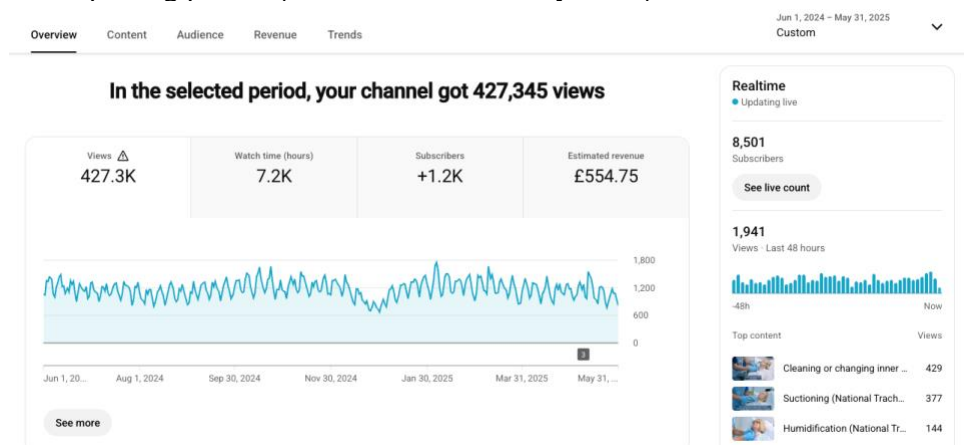 Jun 1, 2024 – May 31, 2025
Overview Content Audience Revenue Trends Custom
In the selected period, your channel got 427,345 views
Views Watch time (hours) Subscribers Estimated revenue
427.3K 7.2K +1.2K £554.75
1,800
1,200
600
0
3
Jun 1, 20... Aug 1, 2024 Sep 30, 2024 Nov 30, 2024 Jan 30, 2025 Mar 31, 2025 May 31, ...
See more
Realtime
Updating live
8,501
Subscribers
See live count
1,941
Views · Last 48 hours
-48h Now
Top content Views
Cleaning or changing inner ... 429
Suctioning (National Trach... 377
Humidification (National Tr... 144